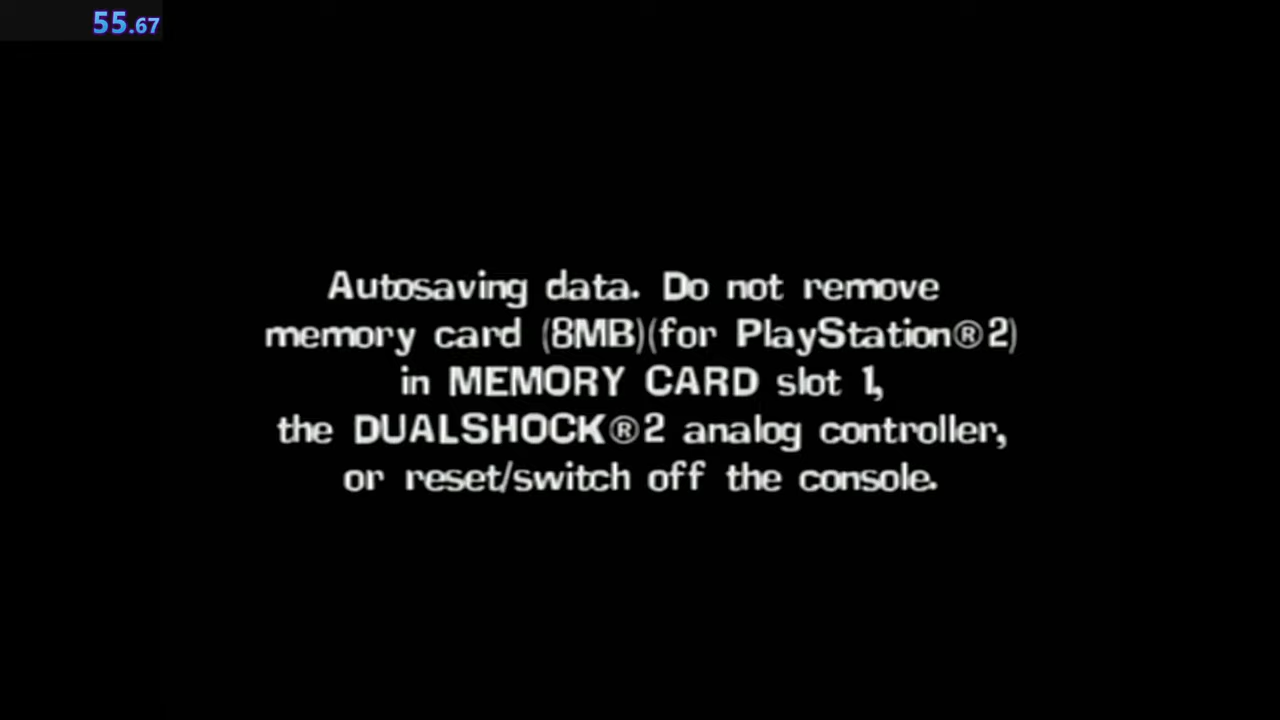 55.67
Autosaving data. Do not remove
memory card (8MB)(for PlayStation®2)
in MEMORY CARD slot 1,
the DUALSHOCK®2 analog controller,
or reset/switch off the console.